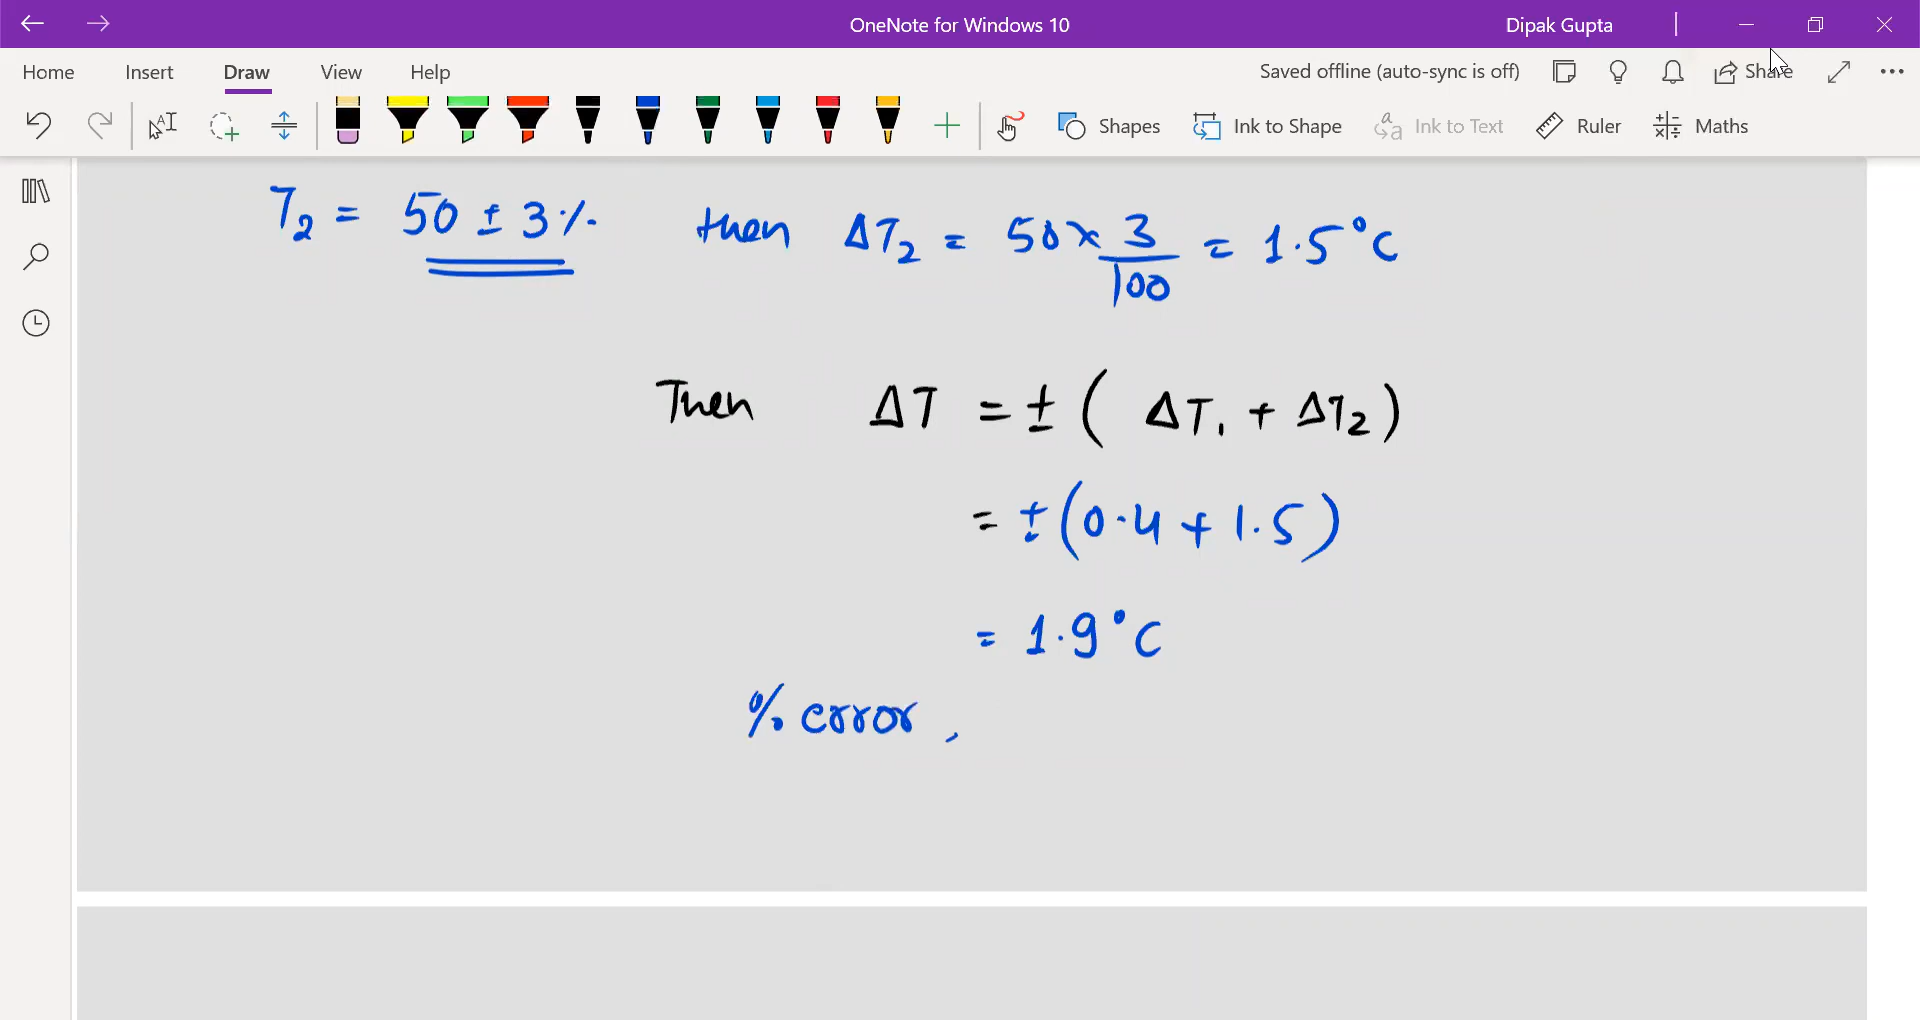 OneNote for Windows 10
Dipak Gupta
Home Insert Draw View Help
Saved offline (auto-sync is off) Share
Shapes Ink to Shape Ink to Text Ruler Maths
T₂ = 50 ± 3% then ΔT₂ = 50 × 3/100 = 1.5°C
Then ΔT = ± ( ΔT₁ + ΔT₂ )
= ± (0.4 + 1.5)
= 1.9°C
% error ,